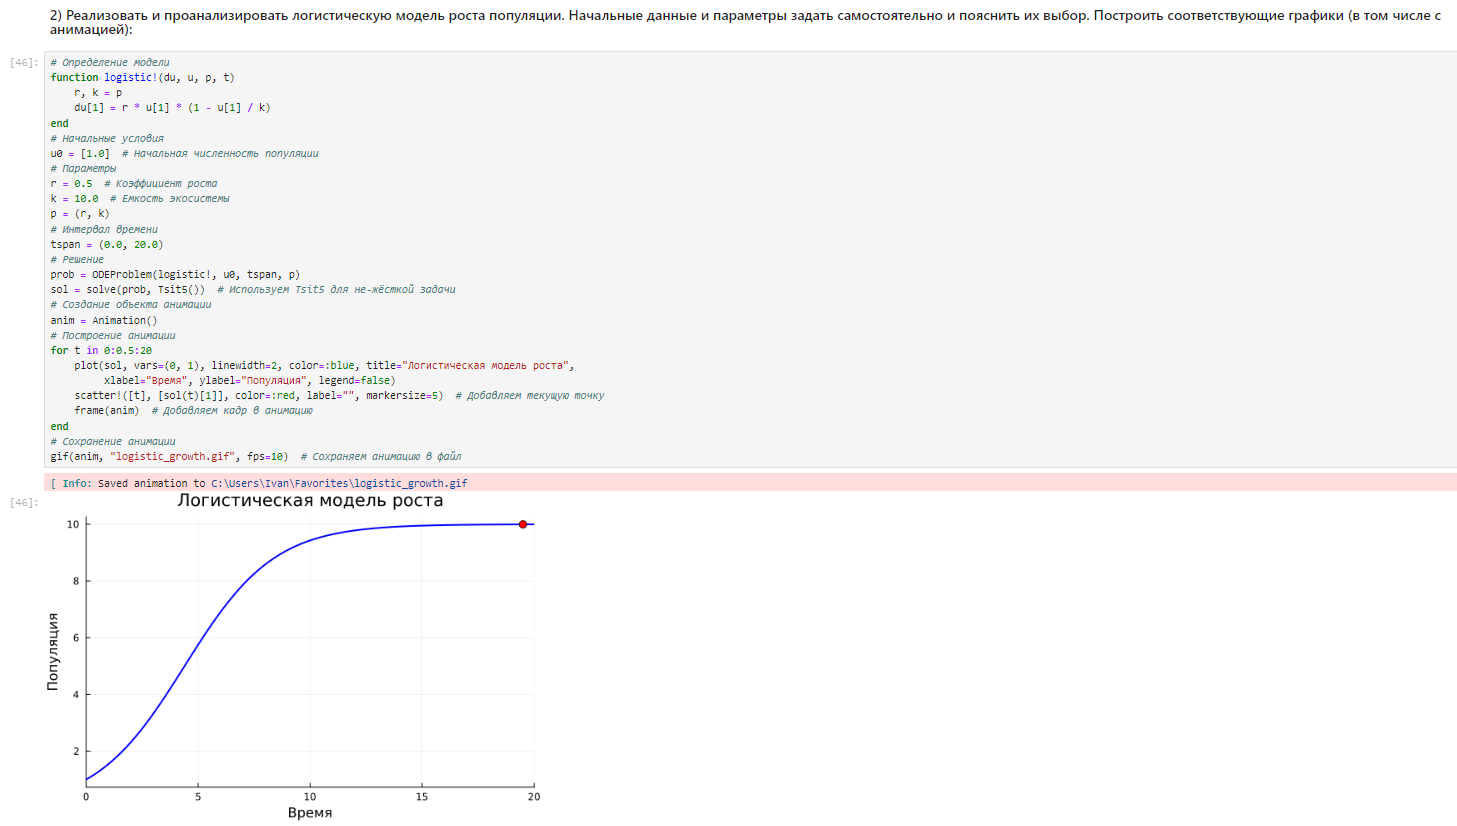 2) Реализовать и проанализировать логистическую модель роста популяции. Начальные данные и параметры задать самостоятельно и пояснить их выбор. Построить соответствующие графики (в том числе с
анимацией):
[46]:
# Определение модели
function logistic!(du, u, p, t)
    r, k = p
    du[1] = r * u[1] * (1 - u[1] / k)
end
# Начальные условия
u0 = [1.0]  # Начальная численность популяции
# Параметры
r = 0.5  # Коэффициент роста
k = 10.0  # Емкость экосистемы
p = (r, k)
# Интервал времени
tspan = (0.0, 20.0)
# Решение
prob = ODEProblem(logistic!, u0, tspan, p)
sol = solve(prob, Tsit5())  # Используем Tsit5 для не-жёсткой задачи
# Создание объекта анимации
anim = Animation()
# Построение анимации
for t in 0:0.5:20
    plot(sol, vars=(0, 1), linewidth=2, color=:blue, title="Логистическая модель роста",
         xlabel="Время", ylabel="Популяция", legend=false)
    scatter!([t], [sol(t)[1]], color=:red, label="", markersize=5)  # Добавляем текущую точку
    frame(anim)  # Добавляем кадр в анимацию
end
# Сохранение анимации
gif(anim, "logistic_growth.gif", fps=10)  # Сохраняем анимацию в файл
[ Info: Saved animation to C:\Users\Ivan\Favorites\logistic_growth.gif
[46]:
Логистическая модель роста
10
8
6
4
2
Популяция
0 5 10 15 20
Время